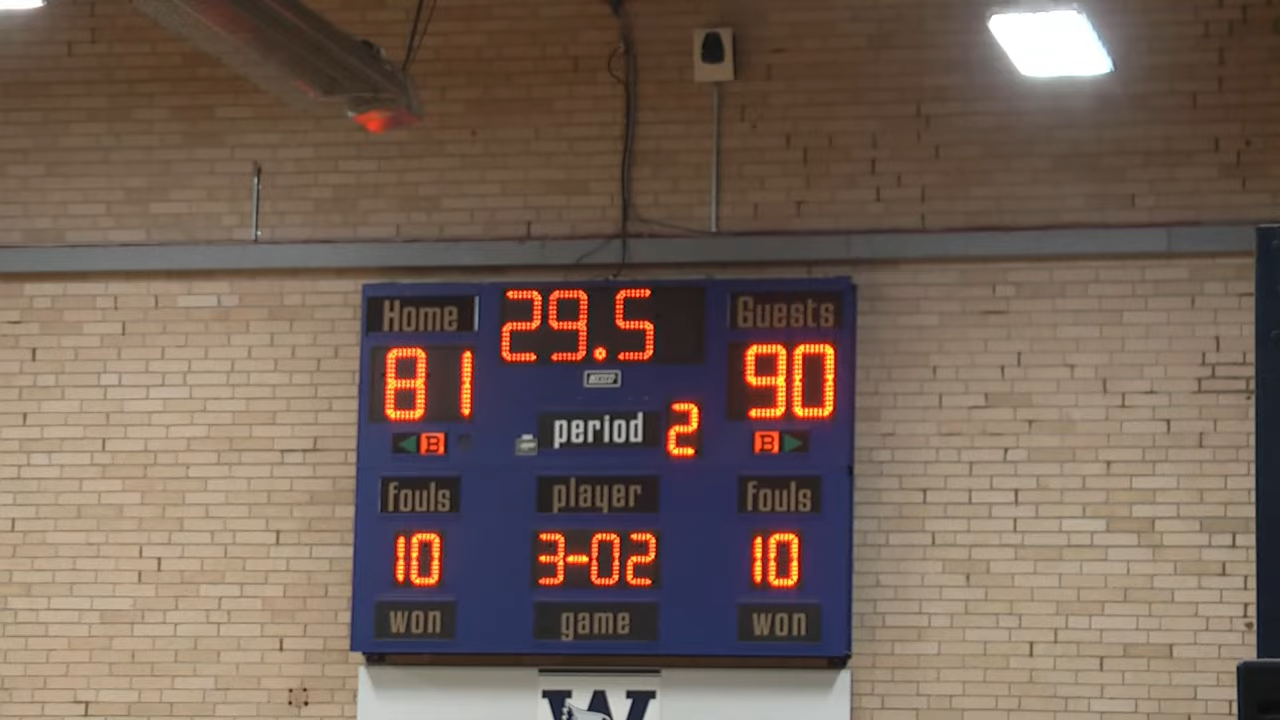 Home 29.5 Guests
81 90
B period 2 B
fouls player fouls
10 3-02 10
won game won
W